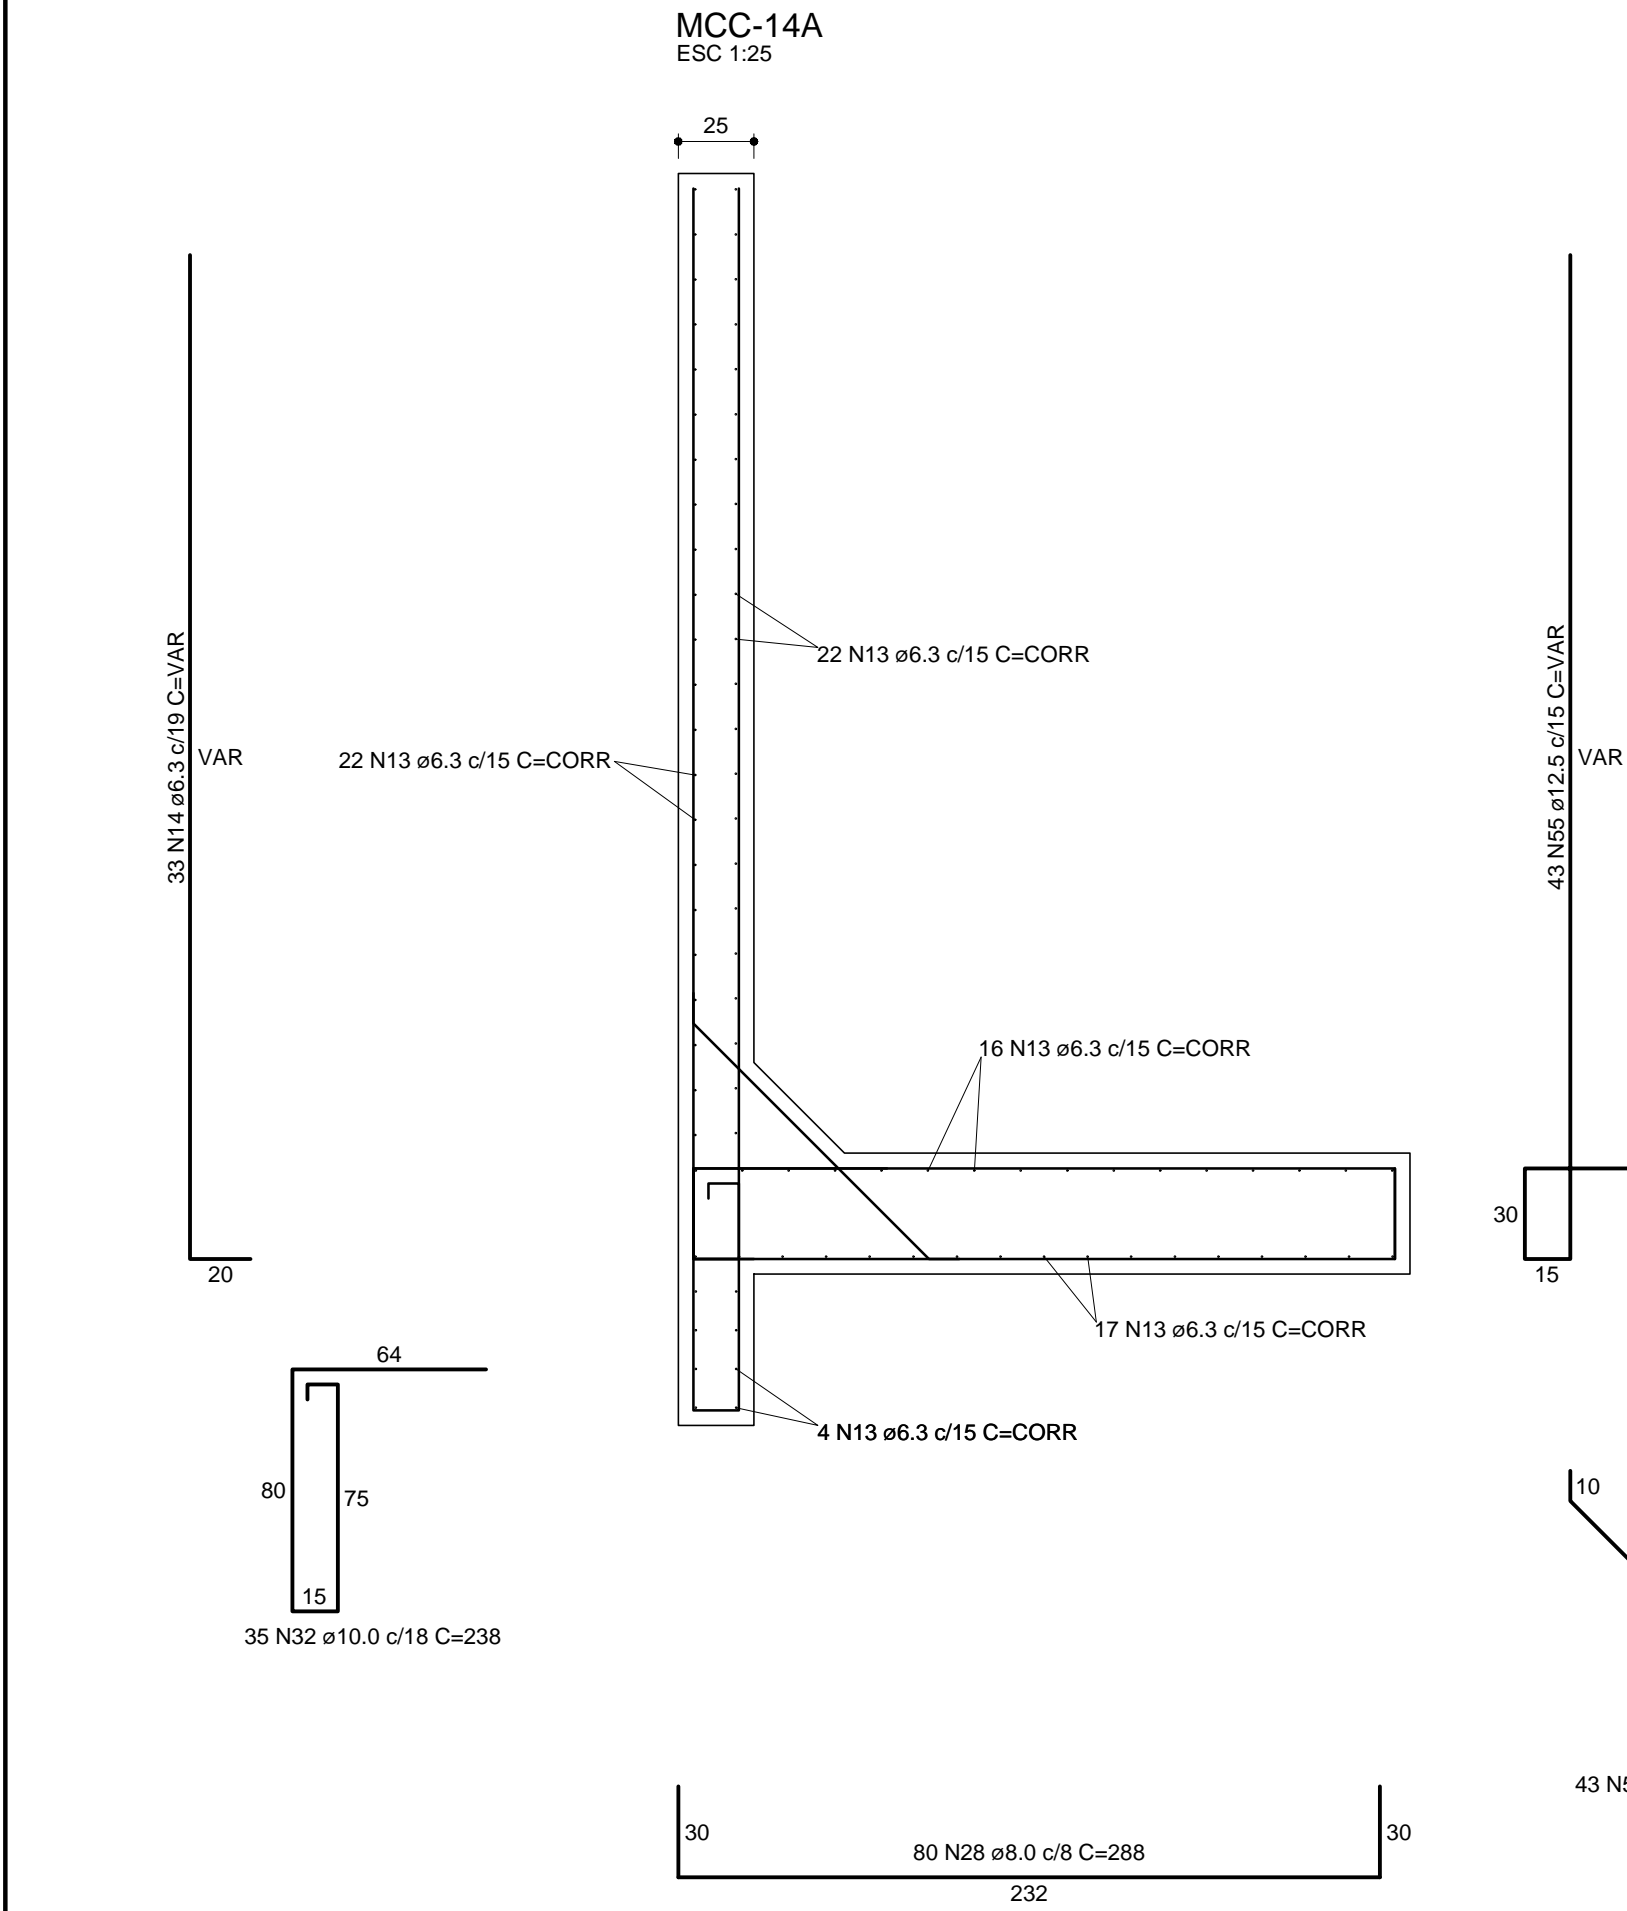 MCC-14A
ESC 1:25
25
33 N14 ø6.3 c/19 C=VAR
VAR
20
22 N13 ø6.3 c/15 C=CORR
22 N13 ø6.3 c/15 C=CORR
16 N13 ø6.3 c/15 C=CORR
17 N13 ø6.3 c/15 C=CORR
4 N13 ø6.3 c/15 C=CORR
43 N55 ø12.5 c/15 C=VAR
VAR
30
15
64
80
75
15
35 N32 ø10.0 c/18 C=238
10
43 N5
30
80 N28 ø8.0 c/8 C=288
30
232